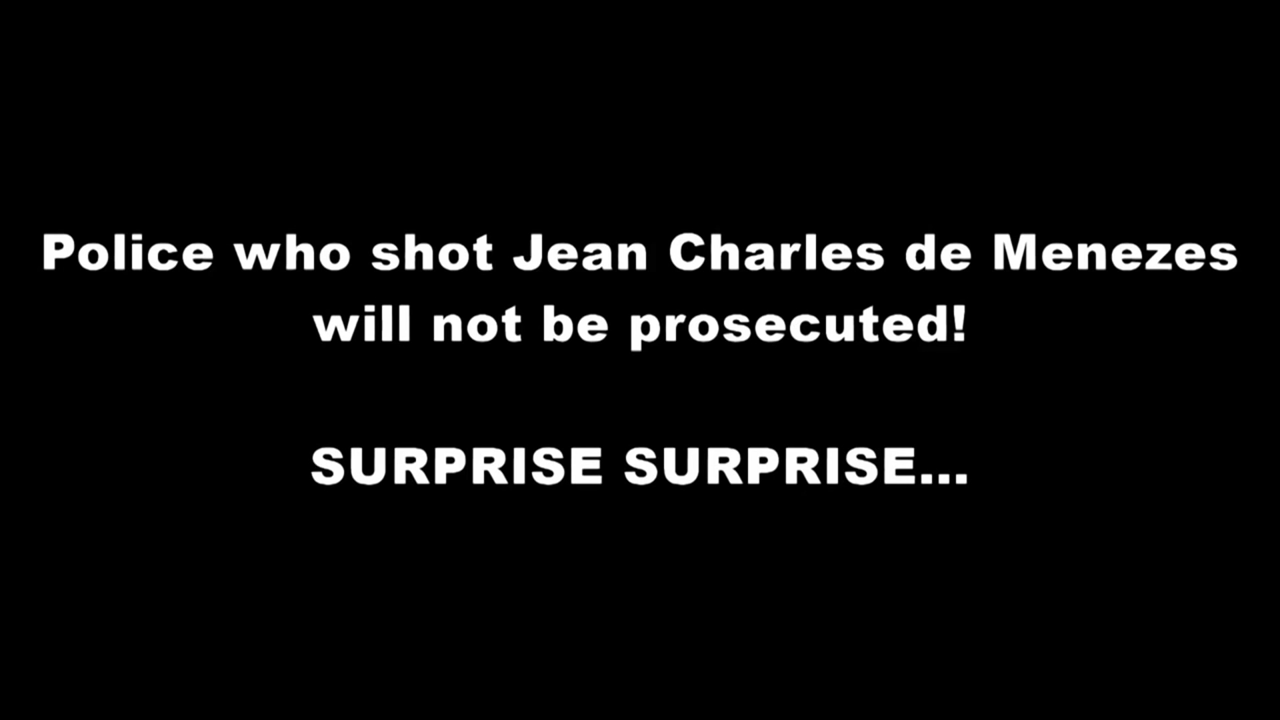 Police who shot Jean Charles de Menezes
will not be prosecuted!
SURPRISE SURPRISE...